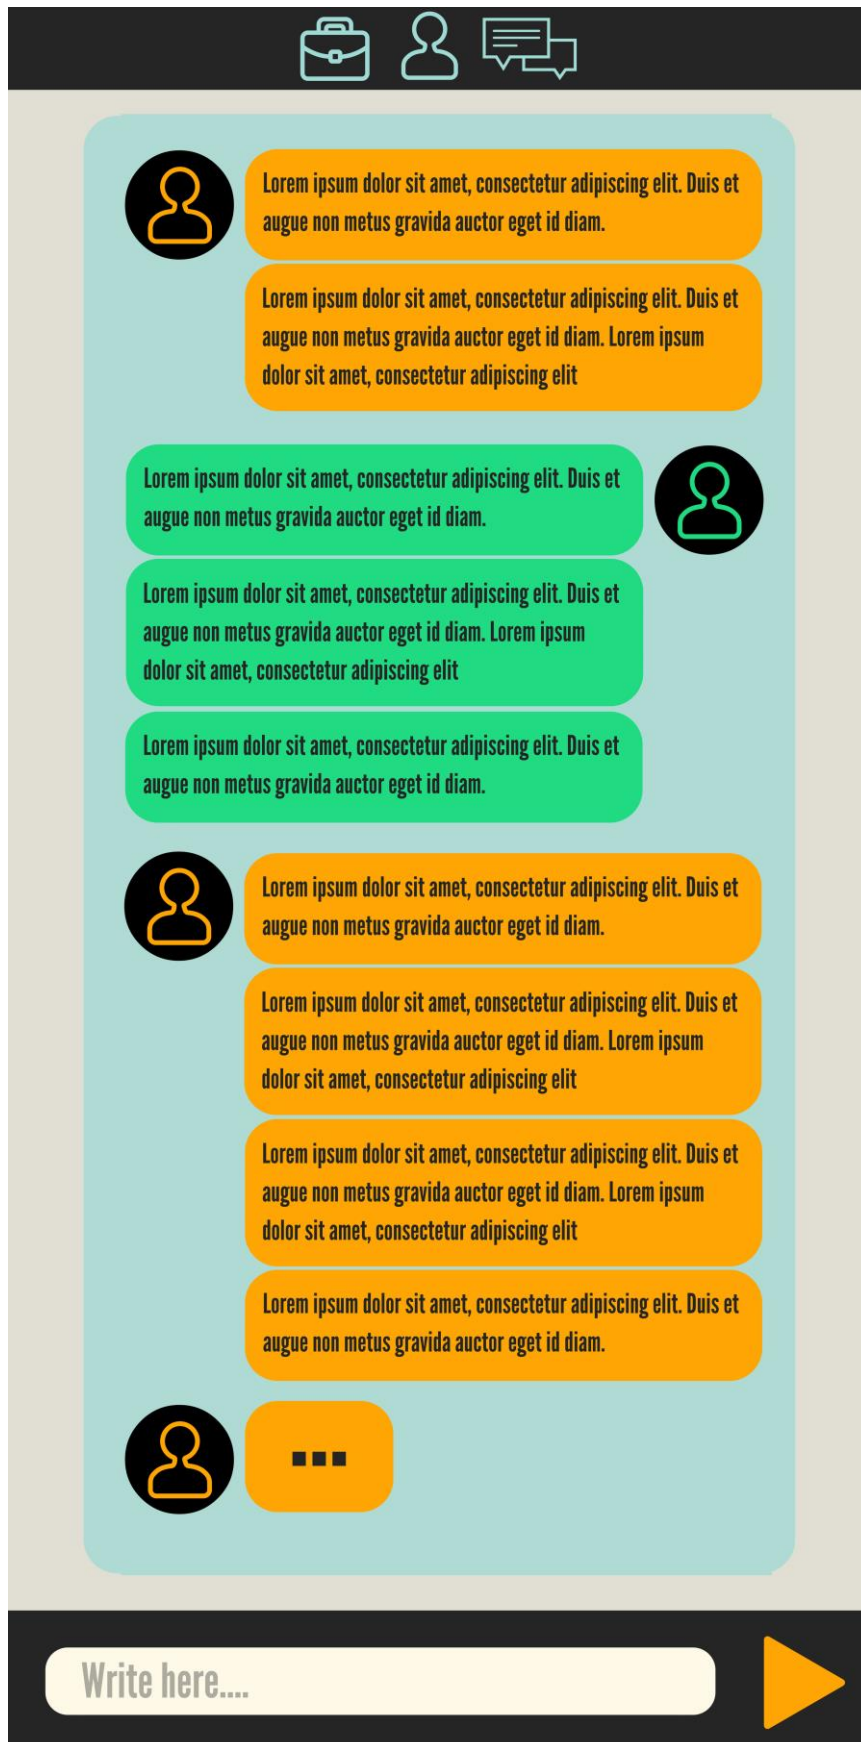 Lorem ipsum dolor sit amet, consectetur adipiscing elit. Duis et
augue non metus gravida auctor eget id diam.
Lorem ipsum dolor sit amet, consectetur adipiscing elit. Duis et
augue non metus gravida auctor eget id diam. Lorem ipsum
dolor sit amet, consectetur adipiscing elit
Lorem ipsum dolor sit amet, consectetur adipiscing elit. Duis et
augue non metus gravida auctor eget id diam.
Lorem ipsum dolor sit amet, consectetur adipiscing elit. Duis et
augue non metus gravida auctor eget id diam. Lorem ipsum
dolor sit amet, consectetur adipiscing elit
Lorem ipsum dolor sit amet, consectetur adipiscing elit. Duis et
augue non metus gravida auctor eget id diam.
Lorem ipsum dolor sit amet, consectetur adipiscing elit. Duis et
augue non metus gravida auctor eget id diam.
Lorem ipsum dolor sit amet, consectetur adipiscing elit. Duis et
augue non metus gravida auctor eget id diam. Lorem ipsum
dolor sit amet, consectetur adipiscing elit
Lorem ipsum dolor sit amet, consectetur adipiscing elit. Duis et
augue non metus gravida auctor eget id diam. Lorem ipsum
dolor sit amet, consectetur adipiscing elit
Lorem ipsum dolor sit amet, consectetur adipiscing elit. Duis et
augue non metus gravida auctor eget id diam.
...
Write here....